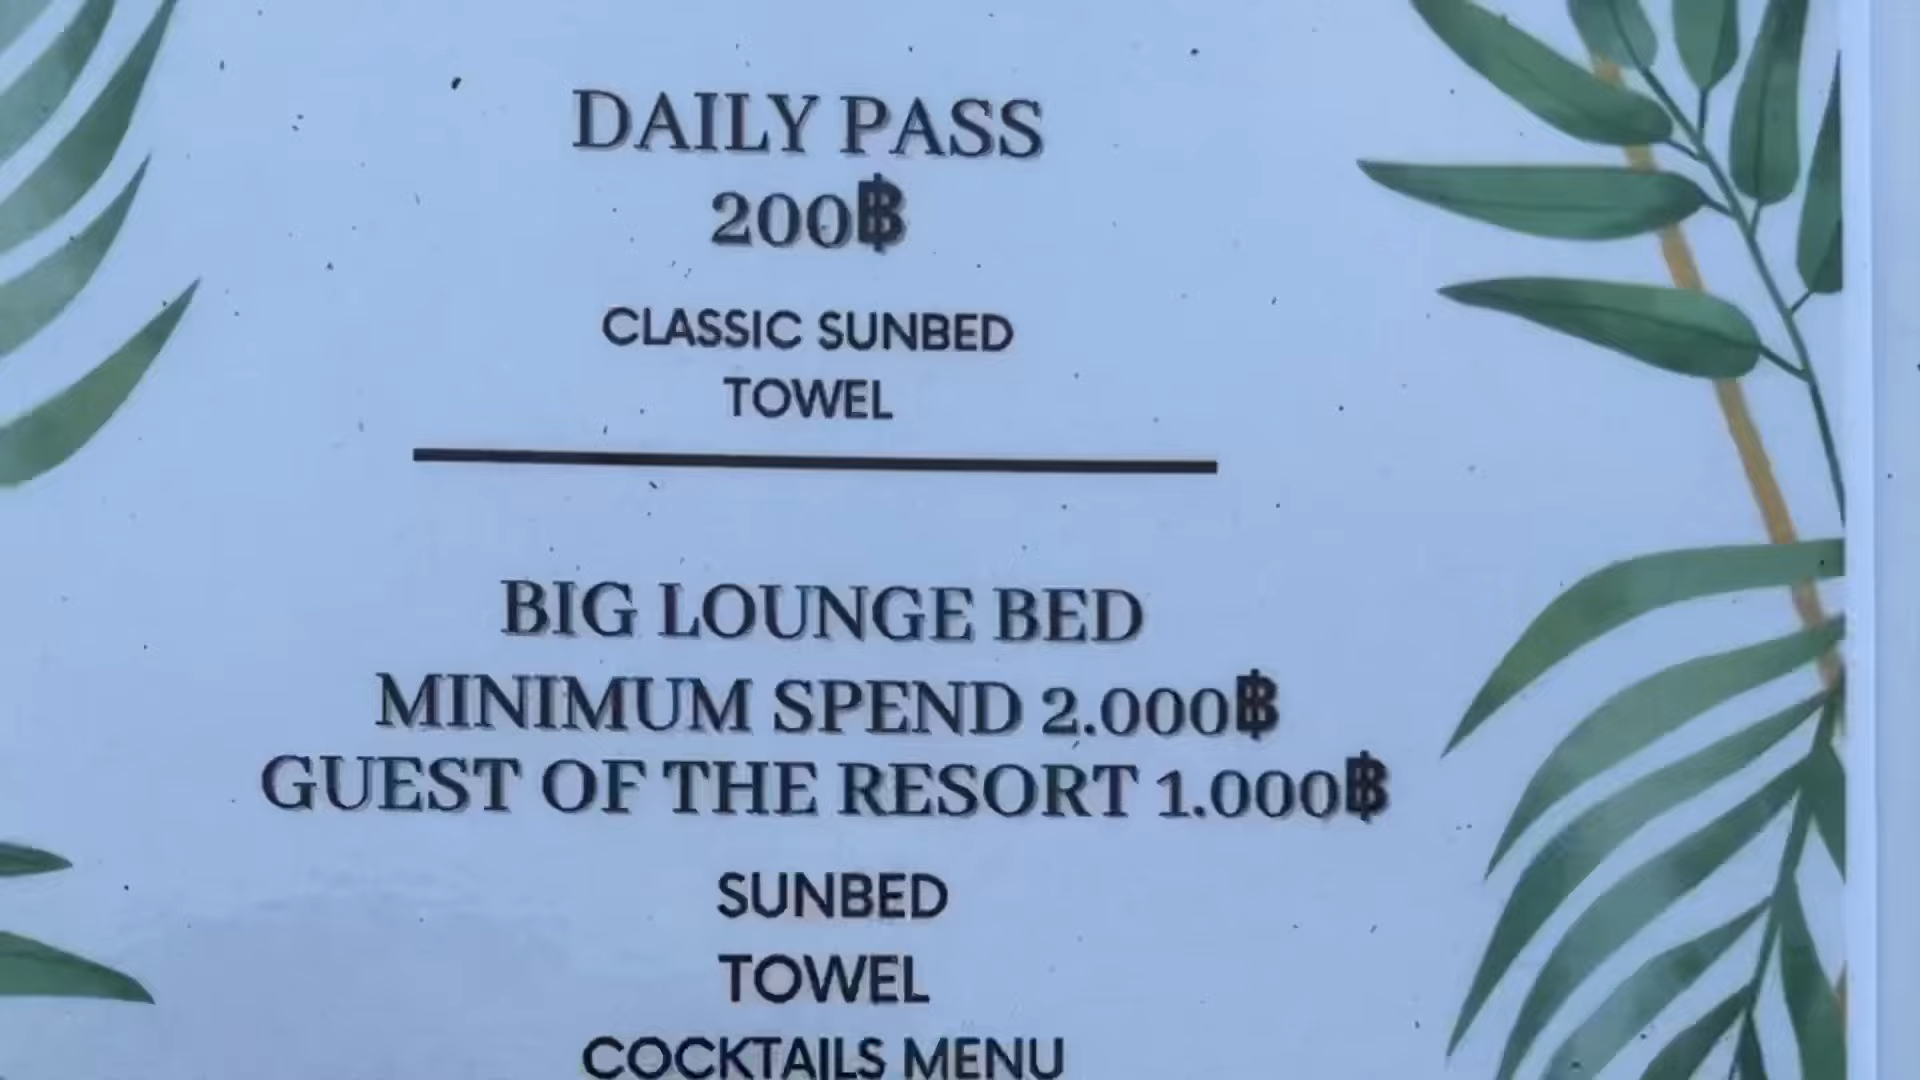 DAILY PASS
200฿
CLASSIC SUNBED
TOWEL
BIG LOUNGE BED
MINIMUM SPEND 2.000฿
GUEST OF THE RESORT 1.000฿
SUNBED
TOWEL
COCKTAILS MENU